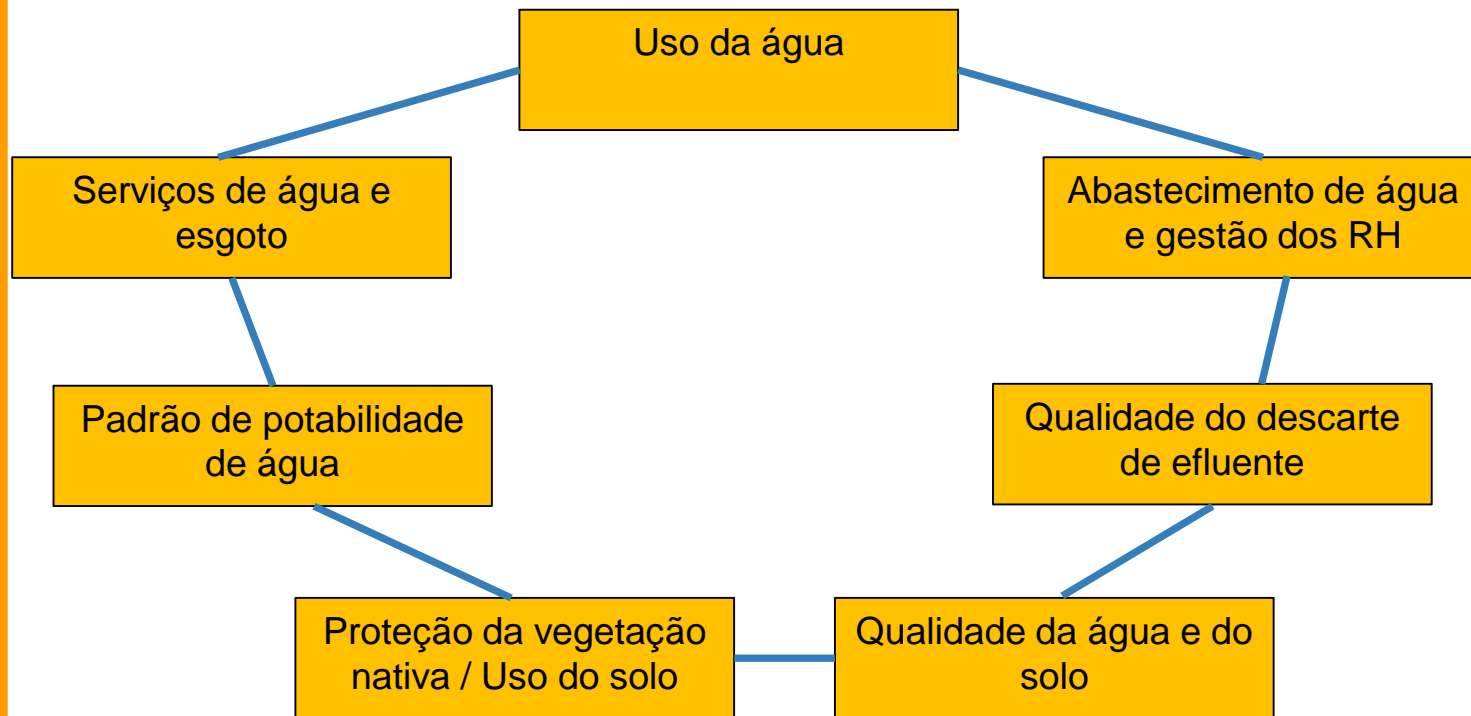 Uso da água
Serviços de água e
esgoto
Abastecimento de água
e gestão dos RH
Padrão de potabilidade
de água
Qualidade do descarte
de efluente
Proteção da vegetação
nativa / Uso do solo
Qualidade da água e do
solo